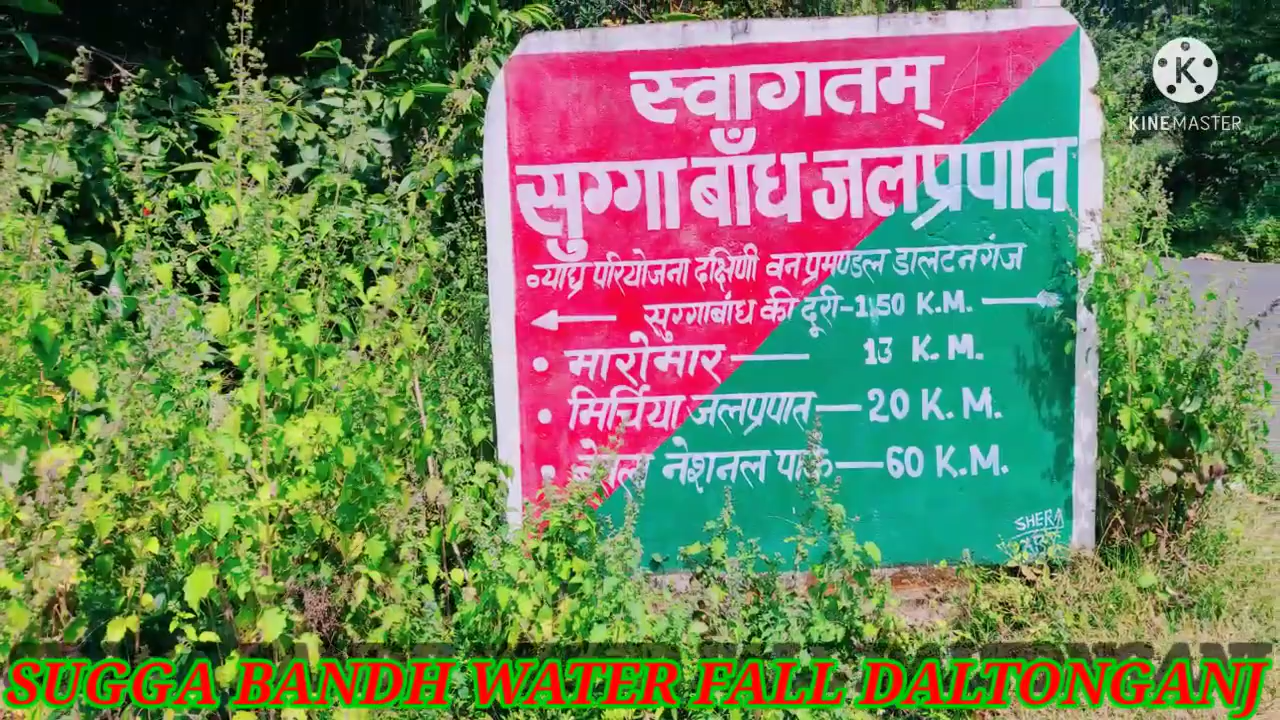 स्वागतम्
सुग्गा बाँध जलप्रपात
व्याघ्र परियोजना दक्षिणी वन प्रमण्डल डालटनगंज
सुग्गाबांध की दूरी-1.50 K.M.
• मारोमार — 13 K.M.
• मिर्चिया जलप्रपात — 20 K.M.
• नेशनल पार्क — 60 K.M.
SHERA
ART
KINEMASTER
SUGGA BANDH WATER FALL DALTONGANJ